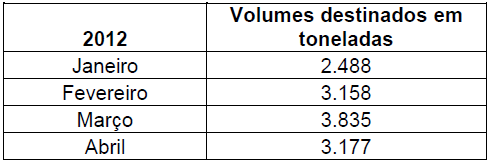 2012 Volumes destinados em toneladas
Janeiro 2.488
Fevereiro 3.158
Março 3.835
Abril 3.177